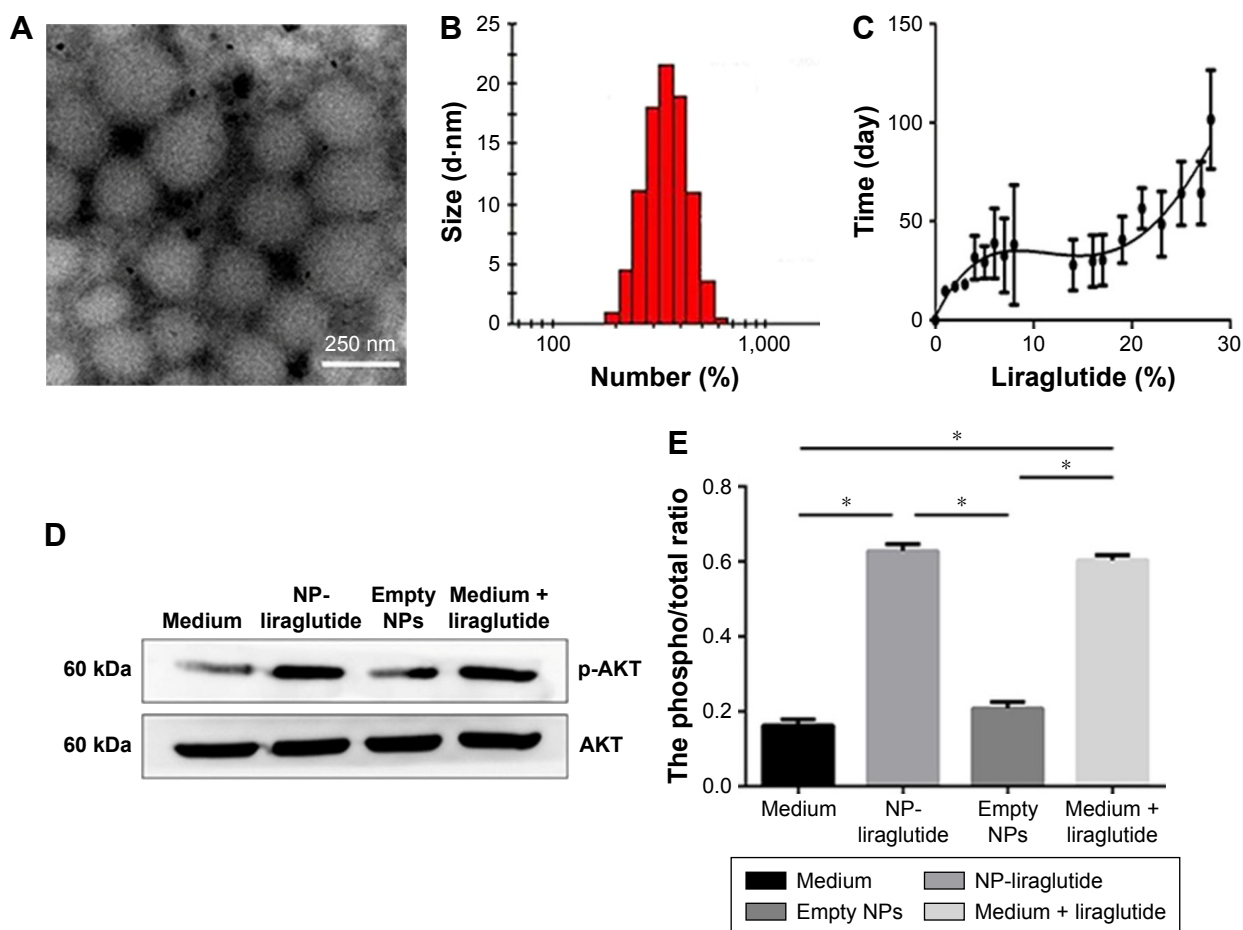 A
250 nm
B
25
20
15
10
5
0
Size (d·nm)
100
1,000
Number (%)
C
150
100
50
0
Time (day)
0
10
20
30
Liraglutide (%)
D
Medium
NP-
liraglutide
Empty
NPs
Medium +
liraglutide
60 kDa
p-AKT
60 kDa
AKT
E
*
*
*
*
0.8
0.6
0.4
0.2
0.0
The phospho/total ratio
Medium
NP-
liraglutide
Empty
NPs
Medium +
liraglutide
Medium
NP-liraglutide
Empty NPs
Medium + liraglutide